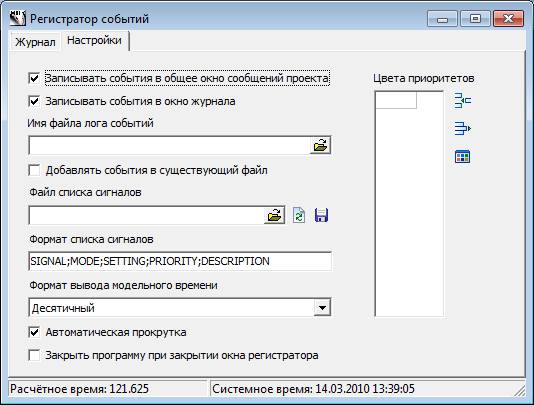 Регистратор событий
Журнал
Настройки
Записывать события в общее окно сообщений проекта
Цвета приоритетов
Записывать события в окно журнала
Имя файла лога событий
Добавлять события в существующий файл
Файл списка сигналов
Формат списка сигналов
SIGNAL;MODE;SETTING;PRIORITY;DESCRIPTION
Формат вывода модельного времени
Десятичный
Автоматическая прокрутка
Закрыть программу при закрытии окна регистратора
Расчётное время: 121.625
Системное время: 14.03.2010 13:39:05